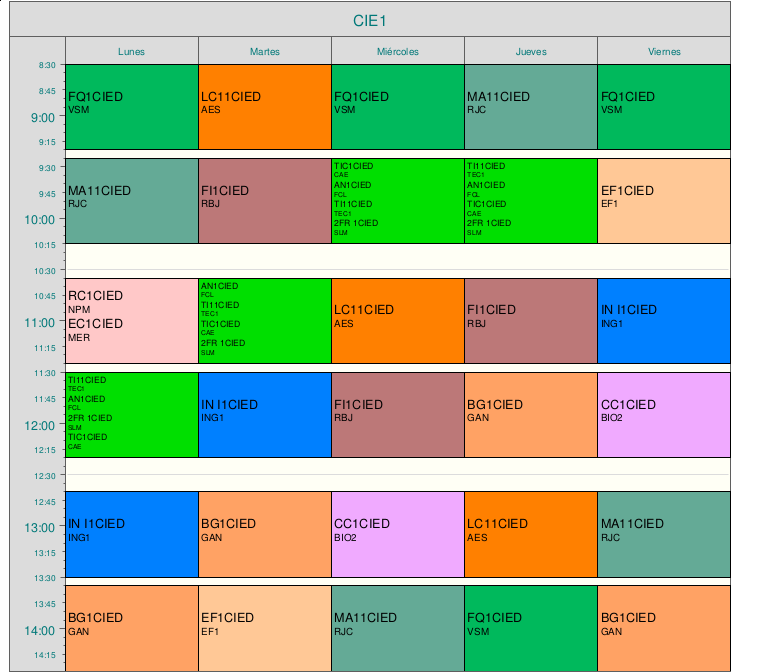 CIE1
Lunes Martes Miércoles Jueves Viernes
8:30
8:45
9:00
9:15
FQ1CIED
VSM
LC11CIED
AES
FQ1CIED
VSM
MA11CIED
RJC
FQ1CIED
VSM
9:30
9:45
10:00
10:15
MA11CIED
RJC
FI1CIED
RBJ
TIC1CIED
CAE
AN1CIED
FCL
TI11CIED
TEC1
2FR 1CIED
SLM
TI11CIED
TEC1
AN1CIED
FCL
TIC1CIED
CAE
2FR 1CIED
SLM
EF1CIED
EF1
10:30
10:45
11:00
11:15
RC1CIED
NPM
EC1CIED
MER
AN1CIED
FCL
TI11CIED
TEC1
TIC1CIED
CAE
2FR 1CIED
SLM
LC11CIED
AES
FI1CIED
RBJ
IN I1CIED
ING1
11:30
11:45
12:00
12:15
TI11CIED
TEC1
AN1CIED
FCL
2FR 1CIED
SLM
TIC1CIED
CAE
IN I1CIED
ING1
FI1CIED
RBJ
BG1CIED
GAN
CC1CIED
BIO2
12:30
12:45
13:00
13:15
13:30
IN I1CIED
ING1
BG1CIED
GAN
CC1CIED
BIO2
LC11CIED
AES
MA11CIED
RJC
13:45
14:00
14:15
BG1CIED
GAN
EF1CIED
EF1
MA11CIED
RJC
FQ1CIED
VSM
BG1CIED
GAN